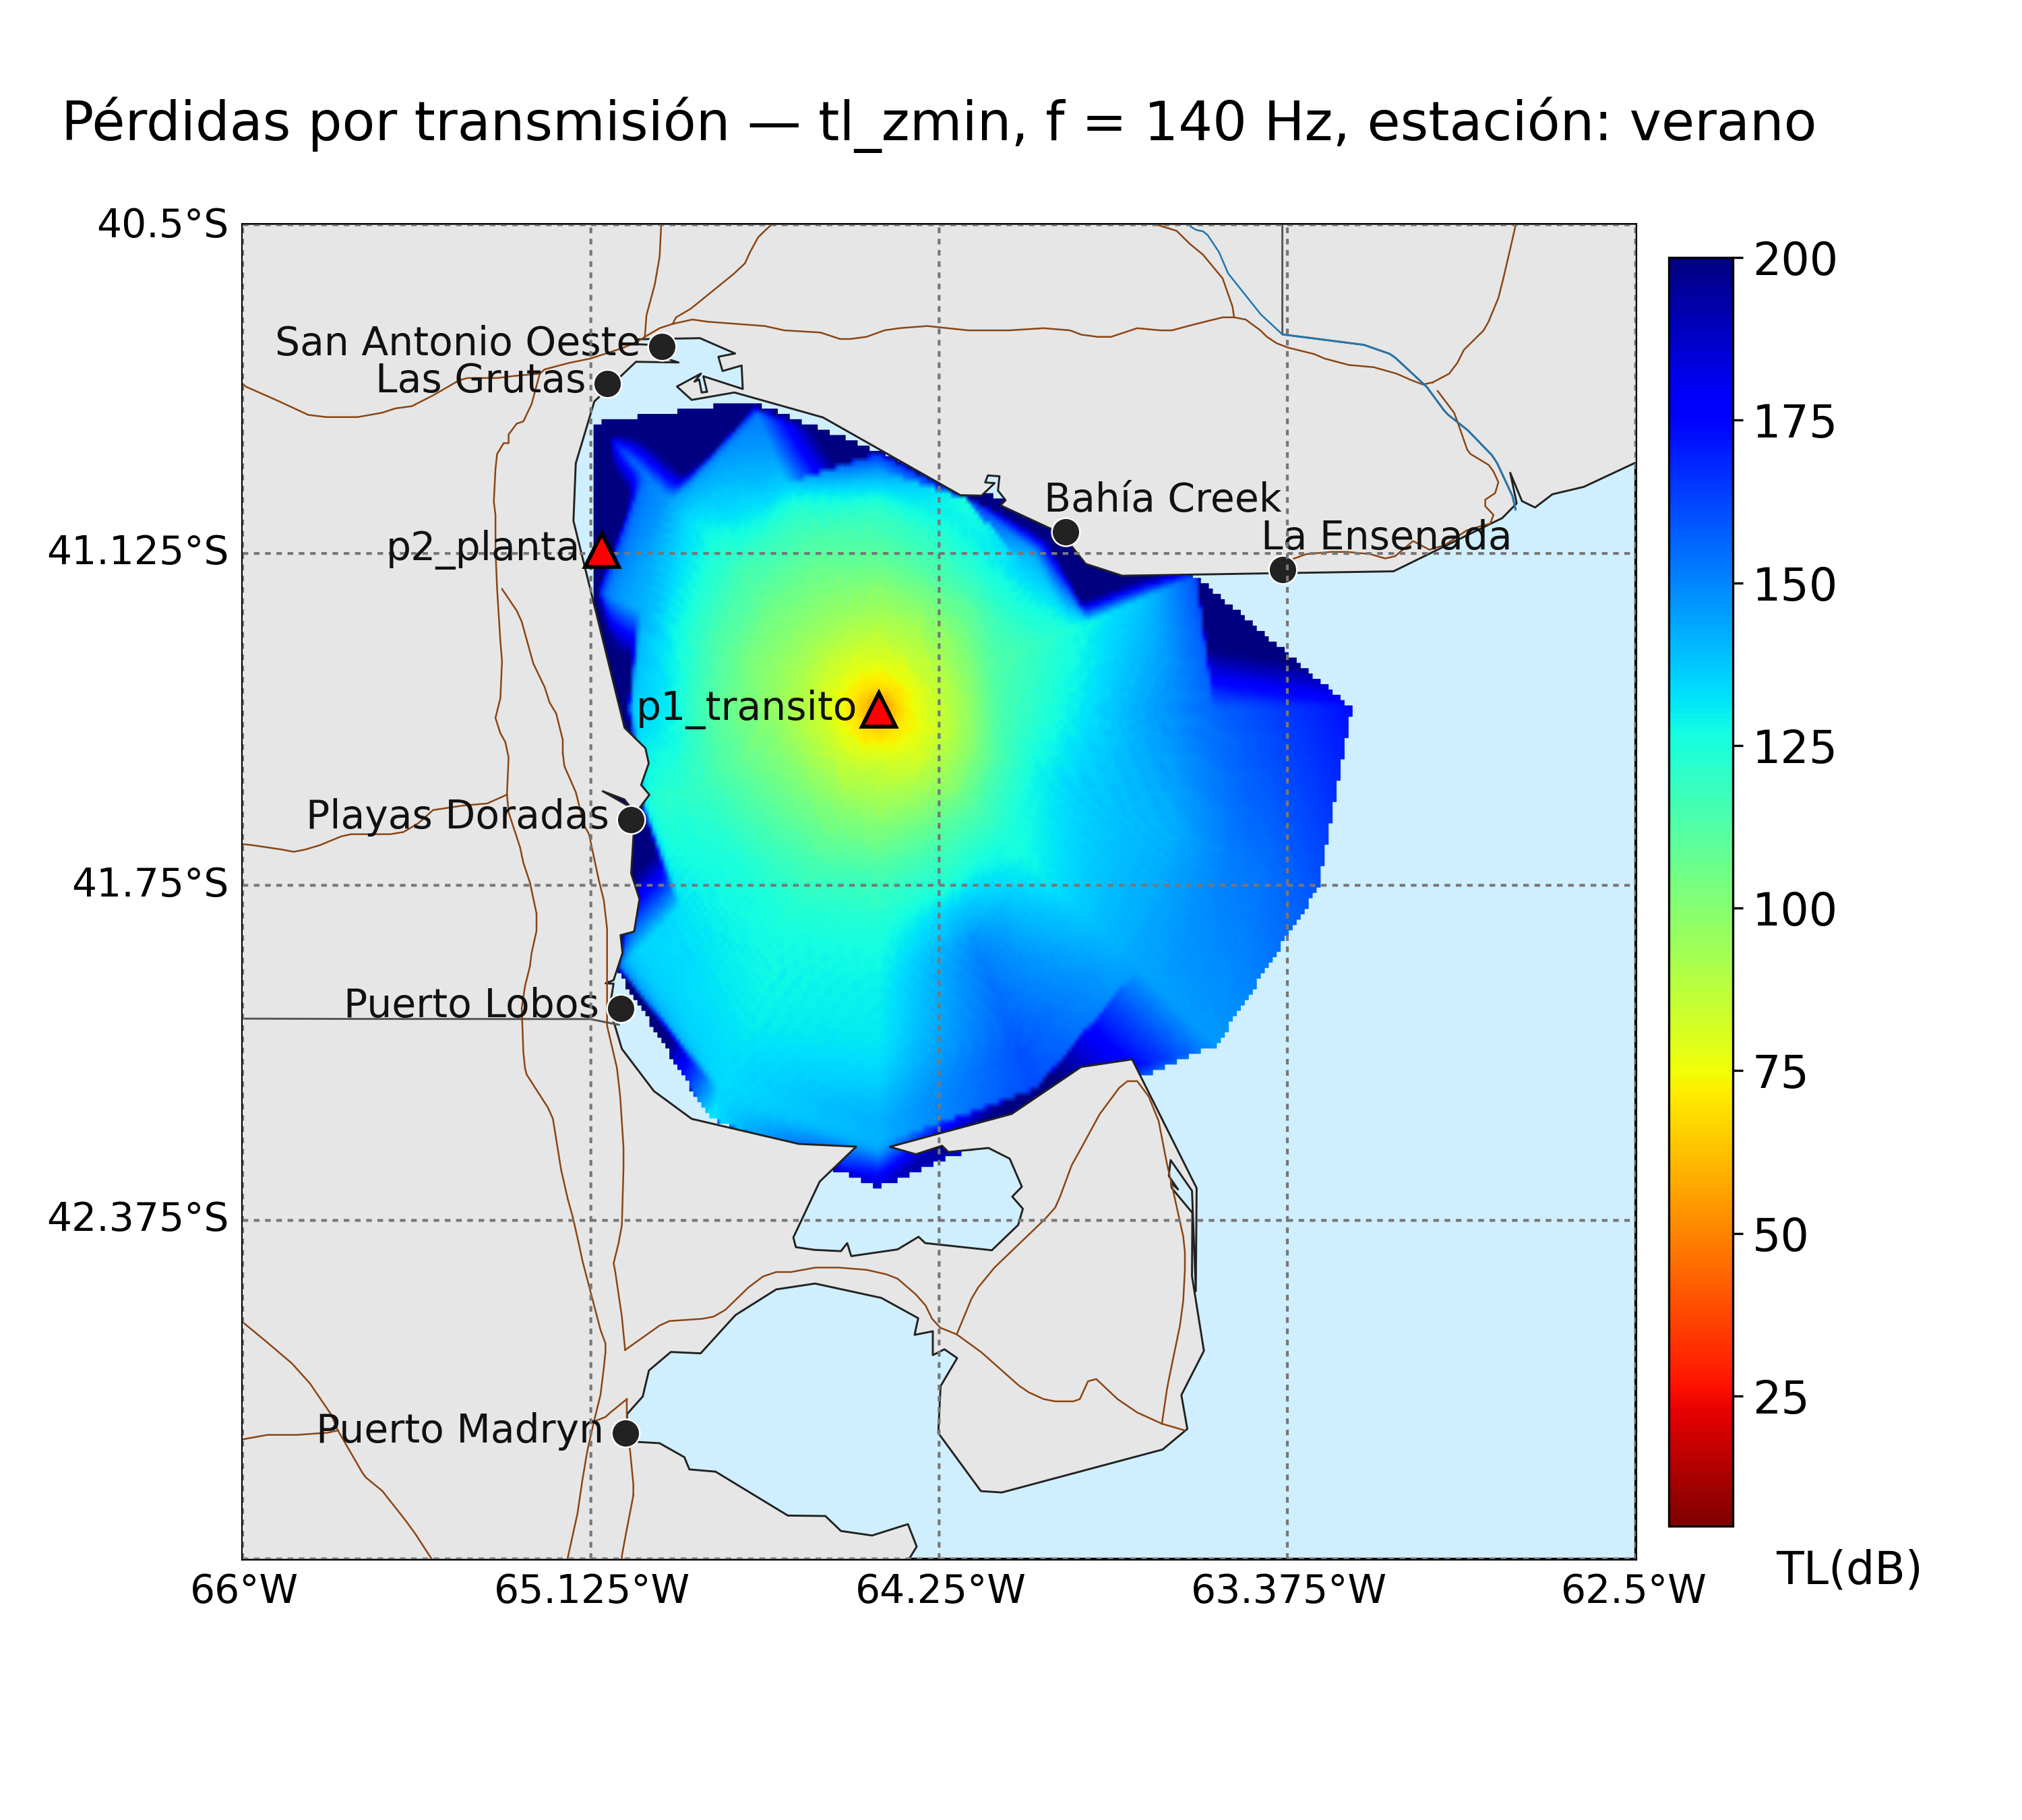 Pérdidas por transmisión — tl_zmin, f = 140 Hz, estación: verano
40.5°S
200
San Antonio Oeste
Las Grutas
175
Bahía Creek
La Ensenada
41.125°S
p2_planta
150
p1_transito
125
Playas Doradas
41.75°S
100
Puerto Lobos
75
42.375°S
50
25
Puerto Madryn
TL(dB)
66°W
65.125°W
64.25°W
63.375°W
62.5°W